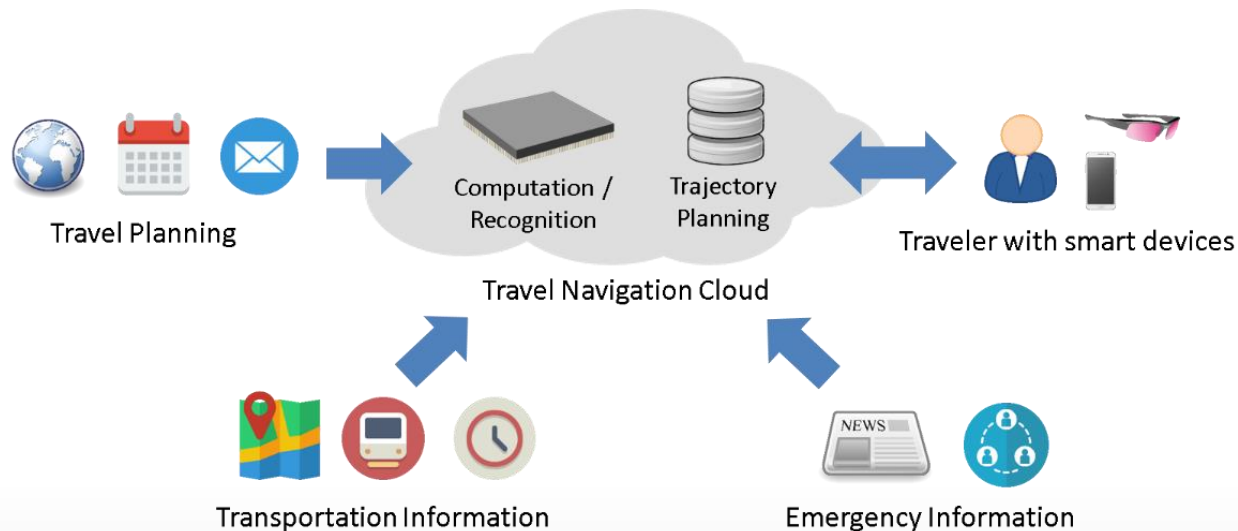 Computation /
Recognition
Trajectory
Planning
Travel Planning
Traveler with smart devices
Travel Navigation Cloud
NEWS
Transportation Information
Emergency Information